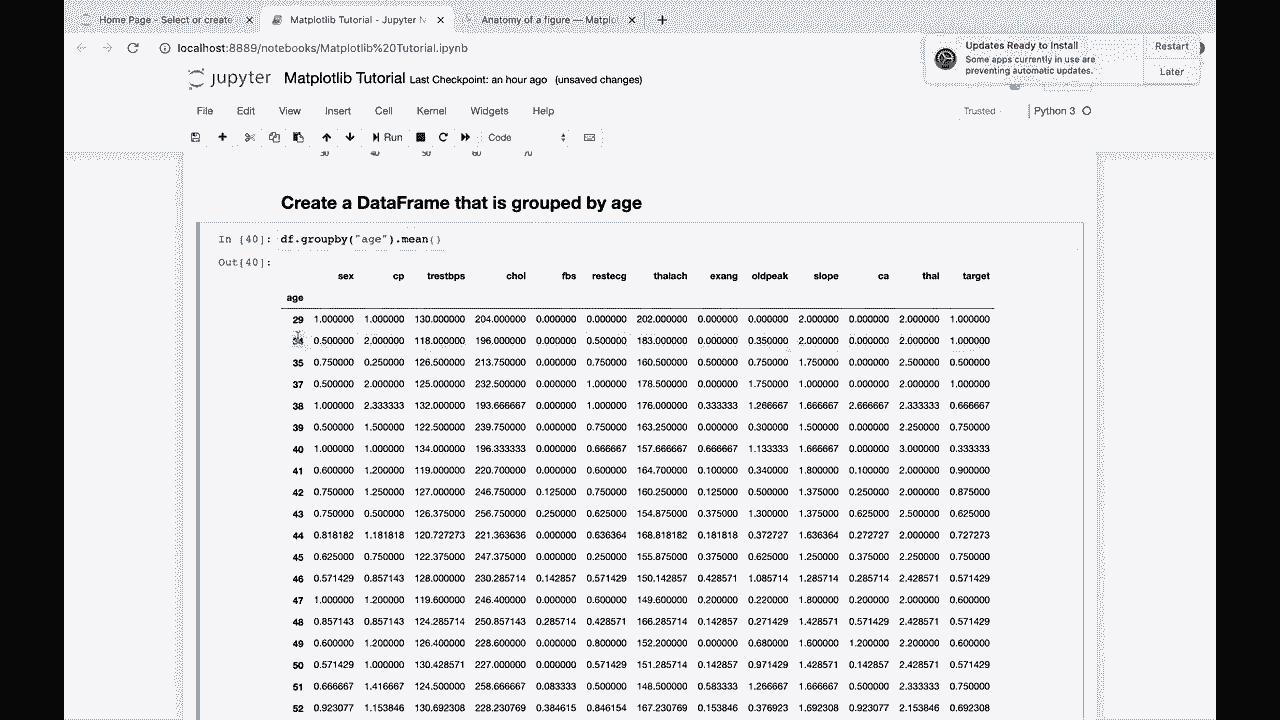 Home Page - Select or create
Matplotlib Tutorial - Jupyter N
Anatomy of a figure — Matplo
localhost:8889/notebooks/Matplotlib%20Tutorial.ipynb
Updates Ready to Install
Some apps currently in use are
preventing automatic updates.
Restart
Later
jupyter Matplotlib Tutorial Last Checkpoint: an hour ago (unsaved changes)
File Edit View Insert Cell Kernel Widgets Help
Trusted Python 3
Run Code
30 40 50 60 70
Create a DataFrame that is grouped by age
In [40]: df.groupby("age").mean()
Out[40]:
sex cp trestbps chol fbs restecg thalach exang oldpeak slope ca thal target
age
29 1.000000 1.000000 130.000000 204.000000 0.000000 0.000000 202.000000 0.000000 0.000000 2.000000 0.000000 2.000000 1.000000
34 0.500000 2.000000 118.000000 196.000000 0.000000 0.500000 183.000000 0.000000 0.350000 2.000000 0.000000 2.000000 1.000000
35 0.750000 0.250000 126.500000 213.750000 0.000000 0.750000 160.500000 0.500000 0.750000 1.750000 0.000000 2.500000 0.500000
37 0.500000 2.000000 125.000000 232.500000 0.000000 1.000000 178.500000 0.000000 1.750000 1.000000 0.000000 2.000000 1.000000
38 1.000000 2.333333 132.000000 193.666667 0.000000 1.000000 176.000000 0.333333 1.266667 1.666667 2.666667 2.333333 0.666667
39 0.500000 1.500000 122.500000 239.750000 0.000000 0.750000 163.250000 0.000000 0.300000 1.500000 0.000000 2.250000 0.750000
40 1.000000 1.000000 134.000000 196.333333 0.000000 0.666667 157.666667 0.666667 1.133333 1.666667 0.000000 3.000000 0.333333
41 0.600000 1.200000 119.000000 220.700000 0.000000 0.600000 164.700000 0.100000 0.340000 1.800000 0.100000 2.000000 0.900000
42 0.750000 1.250000 127.000000 246.750000 0.125000 0.750000 160.250000 0.125000 0.500000 1.375000 0.250000 2.000000 0.875000
43 0.750000 0.500000 126.375000 256.750000 0.250000 0.625000 154.875000 0.375000 1.300000 1.375000 0.625000 2.500000 0.625000
44 0.818182 1.181818 120.727273 221.363636 0.000000 0.636364 168.818182 0.181818 0.372727 1.636364 0.272727 2.000000 0.727273
45 0.625000 0.750000 122.375000 247.375000 0.000000 0.250000 155.875000 0.375000 0.625000 1.250000 0.375000 2.250000 0.750000
46 0.571429 0.857143 128.000000 230.285714 0.142857 0.571429 150.142857 0.428571 1.085714 1.285714 0.285714 2.428571 0.571429
47 1.000000 1.200000 119.600000 246.400000 0.000000 0.600000 149.600000 0.200000 0.220000 1.800000 0.200000 2.000000 0.600000
48 0.857143 0.857143 124.285714 250.857143 0.285714 0.428571 166.285714 0.142857 0.271429 1.428571 0.571429 2.428571 0.571429
49 0.600000 1.200000 126.400000 228.600000 0.000000 0.800000 152.200000 0.000000 0.680000 1.600000 1.200000 2.200000 0.600000
50 0.571429 1.000000 130.428571 227.000000 0.000000 0.571429 151.285714 0.142857 0.971429 1.428571 0.142857 2.428571 0.571429
51 0.666667 1.416667 124.500000 258.666667 0.083333 0.500000 148.500000 0.583333 1.266667 1.666667 0.500000 2.333333 0.750000
52 0.923077 1.153846 130.692308 228.230769 0.384615 0.846154 167.230769 0.153846 0.376923 1.692308 0.923077 2.153846 0.692308